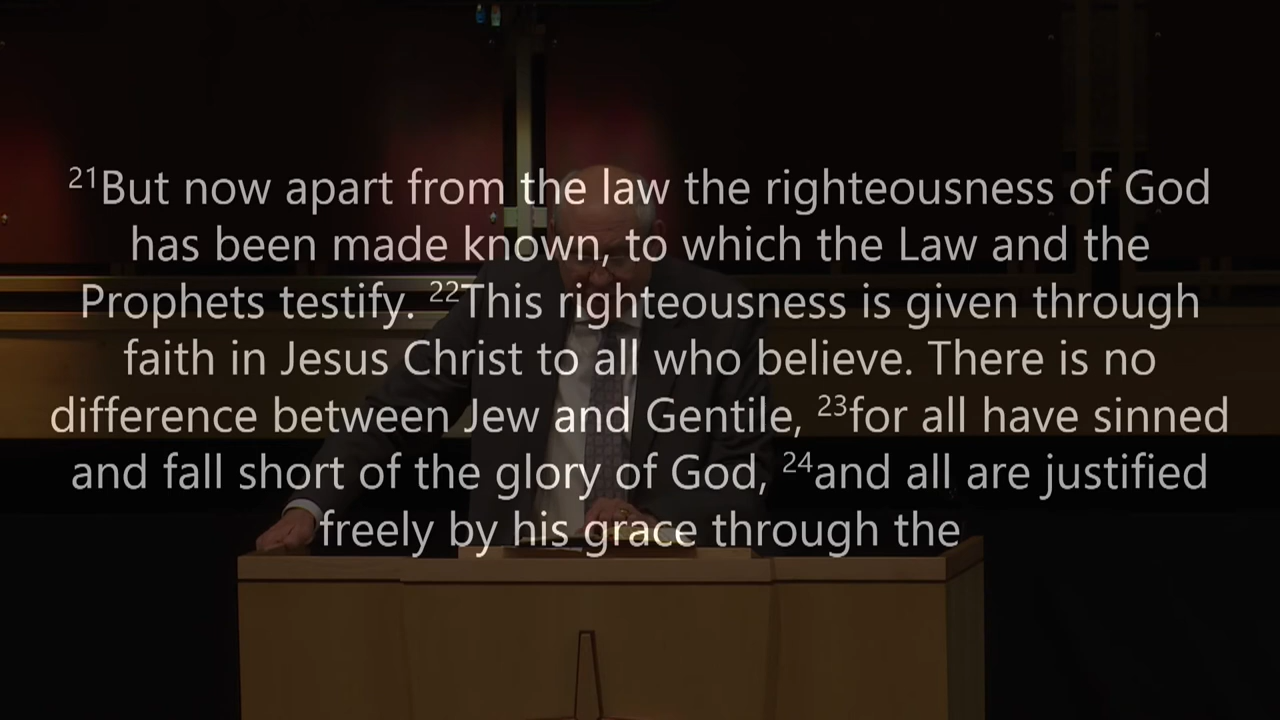 ²¹But now apart from the law the righteousness of God
has been made known, to which the Law and the
Prophets testify. ²²This righteousness is given through
faith in Jesus Christ to all who believe. There is no
difference between Jew and Gentile, ²³for all have sinned
and fall short of the glory of God, ²⁴and all are justified
freely by his grace through the